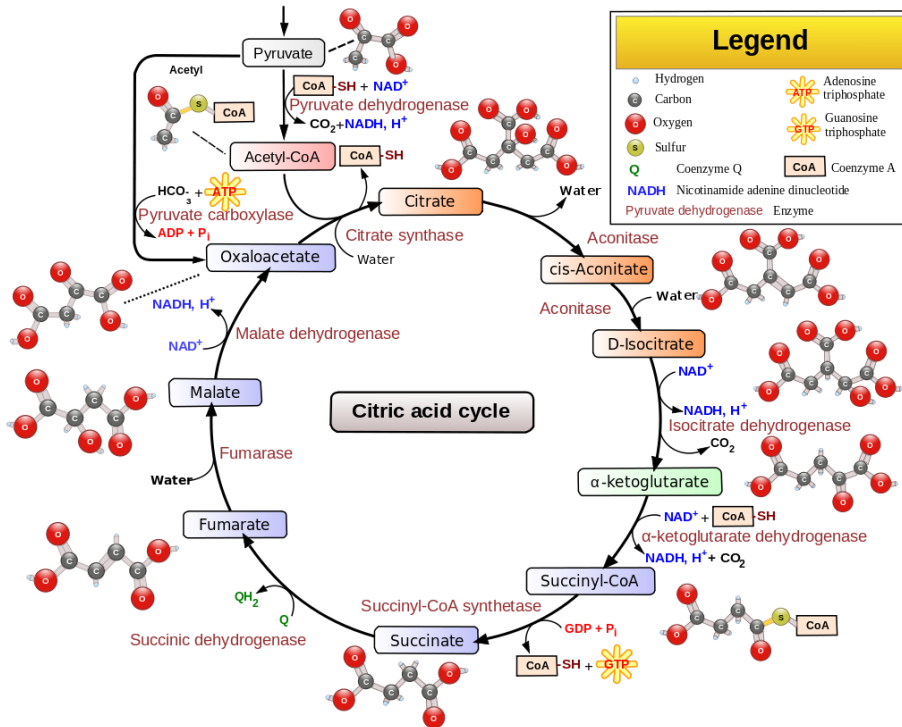 Pyruvate
Acetyl
CoA-SH + NAD+
Pyruvate dehydrogenase
CO2+NADH, H+
S
CoA
Acetyl-CoA
CoA-SH
HCO-3 + ATP
Pyruvate carboxylase
ADP + Pi
Oxaloacetate
Citrate
Citrate synthase
Water
Water
Aconitase
cis-Aconitate
Aconitase
Water
D-Isocitrate
NAD+
NADH, H+
Isocitrate dehydrogenase
CO2
α-ketoglutarate
NAD+ + CoA-SH
α-ketoglutarate dehydrogenase
NADH, H+ + CO2
Succinyl-CoA
S
CoA
Succinyl-CoA synthetase
GDP + Pi
CoA-SH + GTP
Succinate
QH2
Q
Succinic dehydrogenase
Fumarate
Water
Fumarase
Malate
NADH, H+
NAD+
Malate dehydrogenase
Citric acid cycle
Legend
Hydrogen
C Carbon
O Oxygen
S Sulfur
Q Coenzyme Q
NADH Nicotinamide adenine dinucleotide
Pyruvate dehydrogenase Enzyme
ATP Adenosine
triphosphate
GTP Guanosine
triphosphate
CoA Coenzyme A